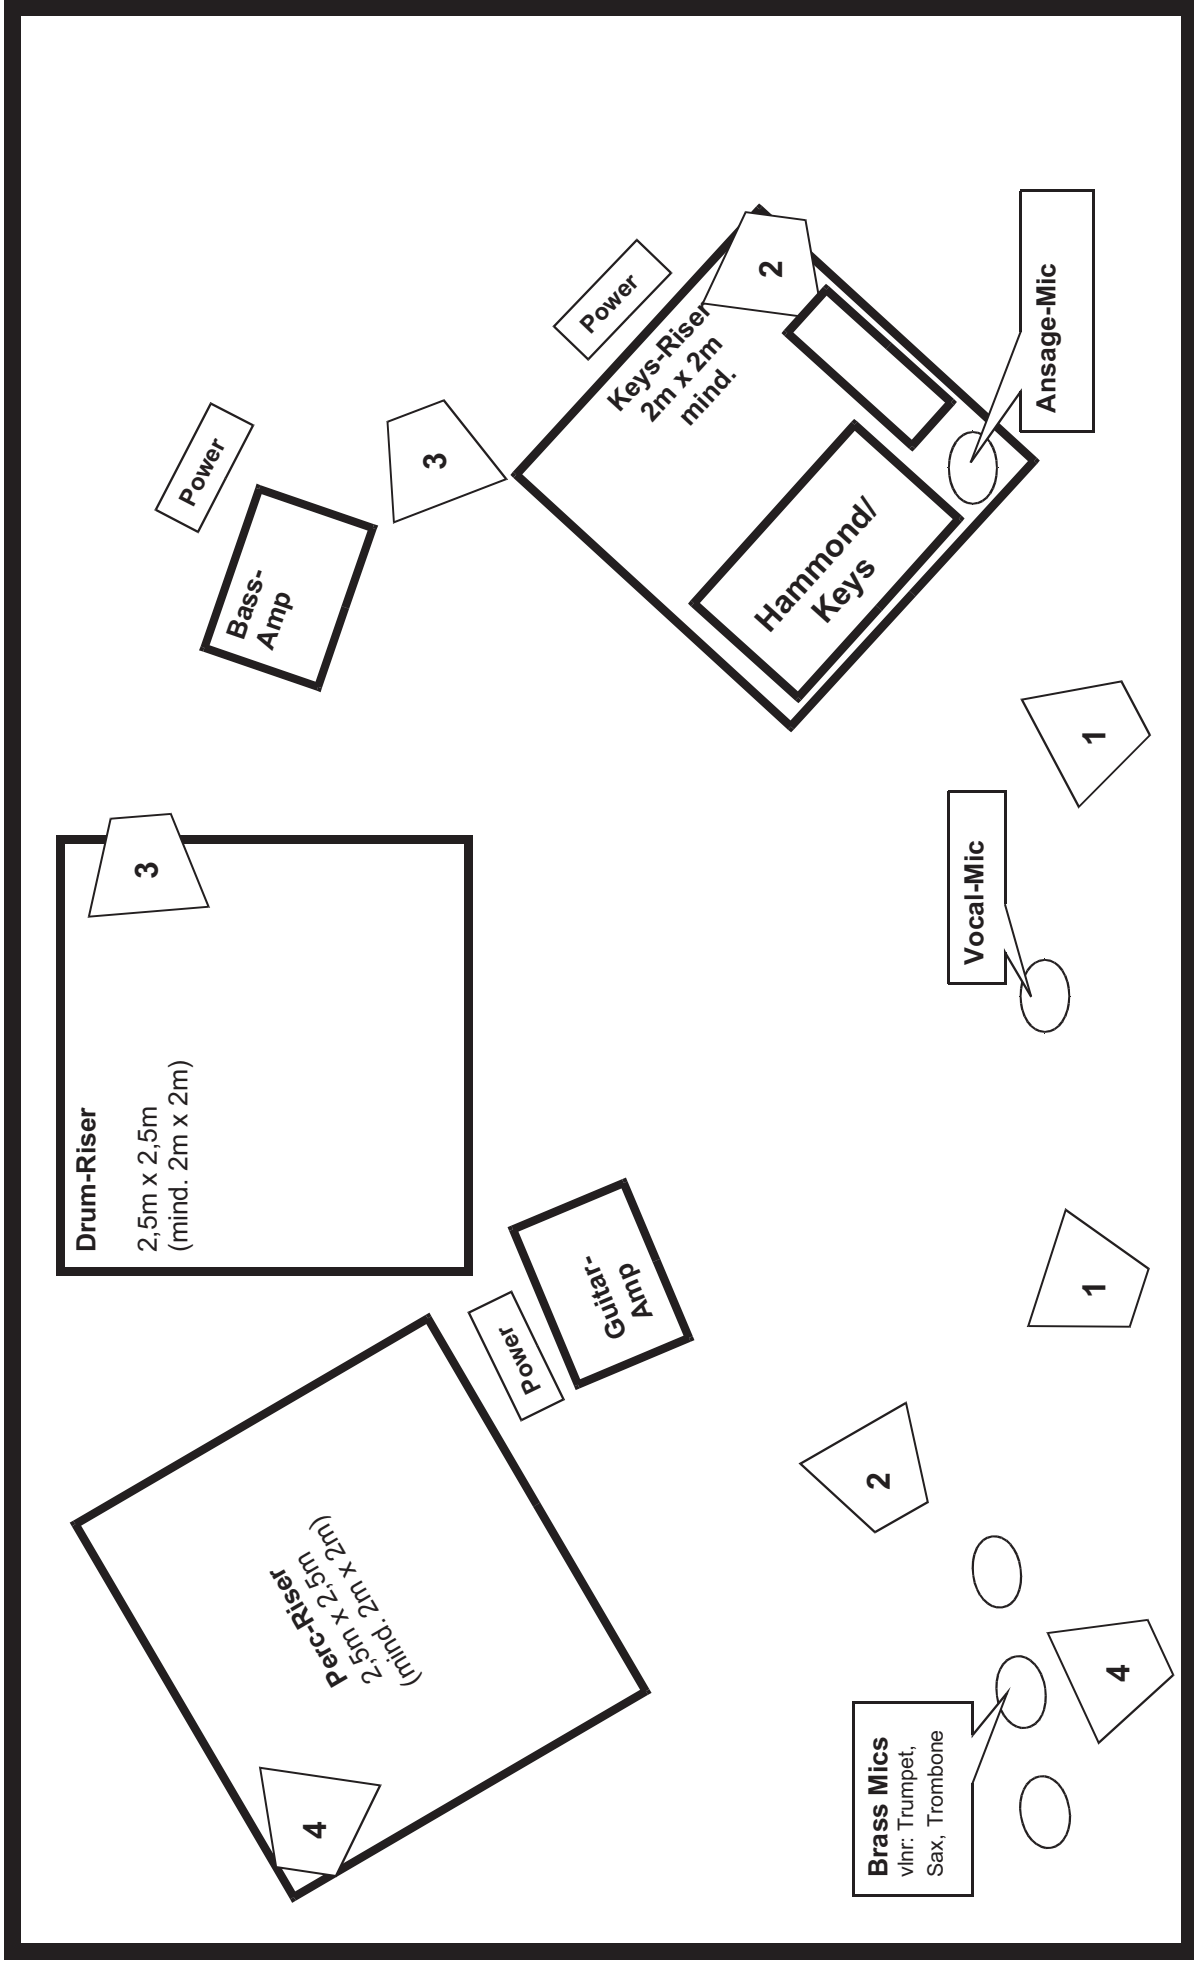 Drum-Riser
2,5m x 2,5m
(mind. 2m x 2m)
3
Power
Bass-
Amp
3
Perc-Riser
2,5m x 2,5m
(mind. 2m x 2m)
4
Power
Guitar-
Amp
Power
Keys-Riser
2m x 2m
mind.
2
Hammond/
Keys
2
Brass Mics
vlnr: Trumpet,
Sax, Trombone
4
1
Vocal-Mic
1
Ansage-Mic